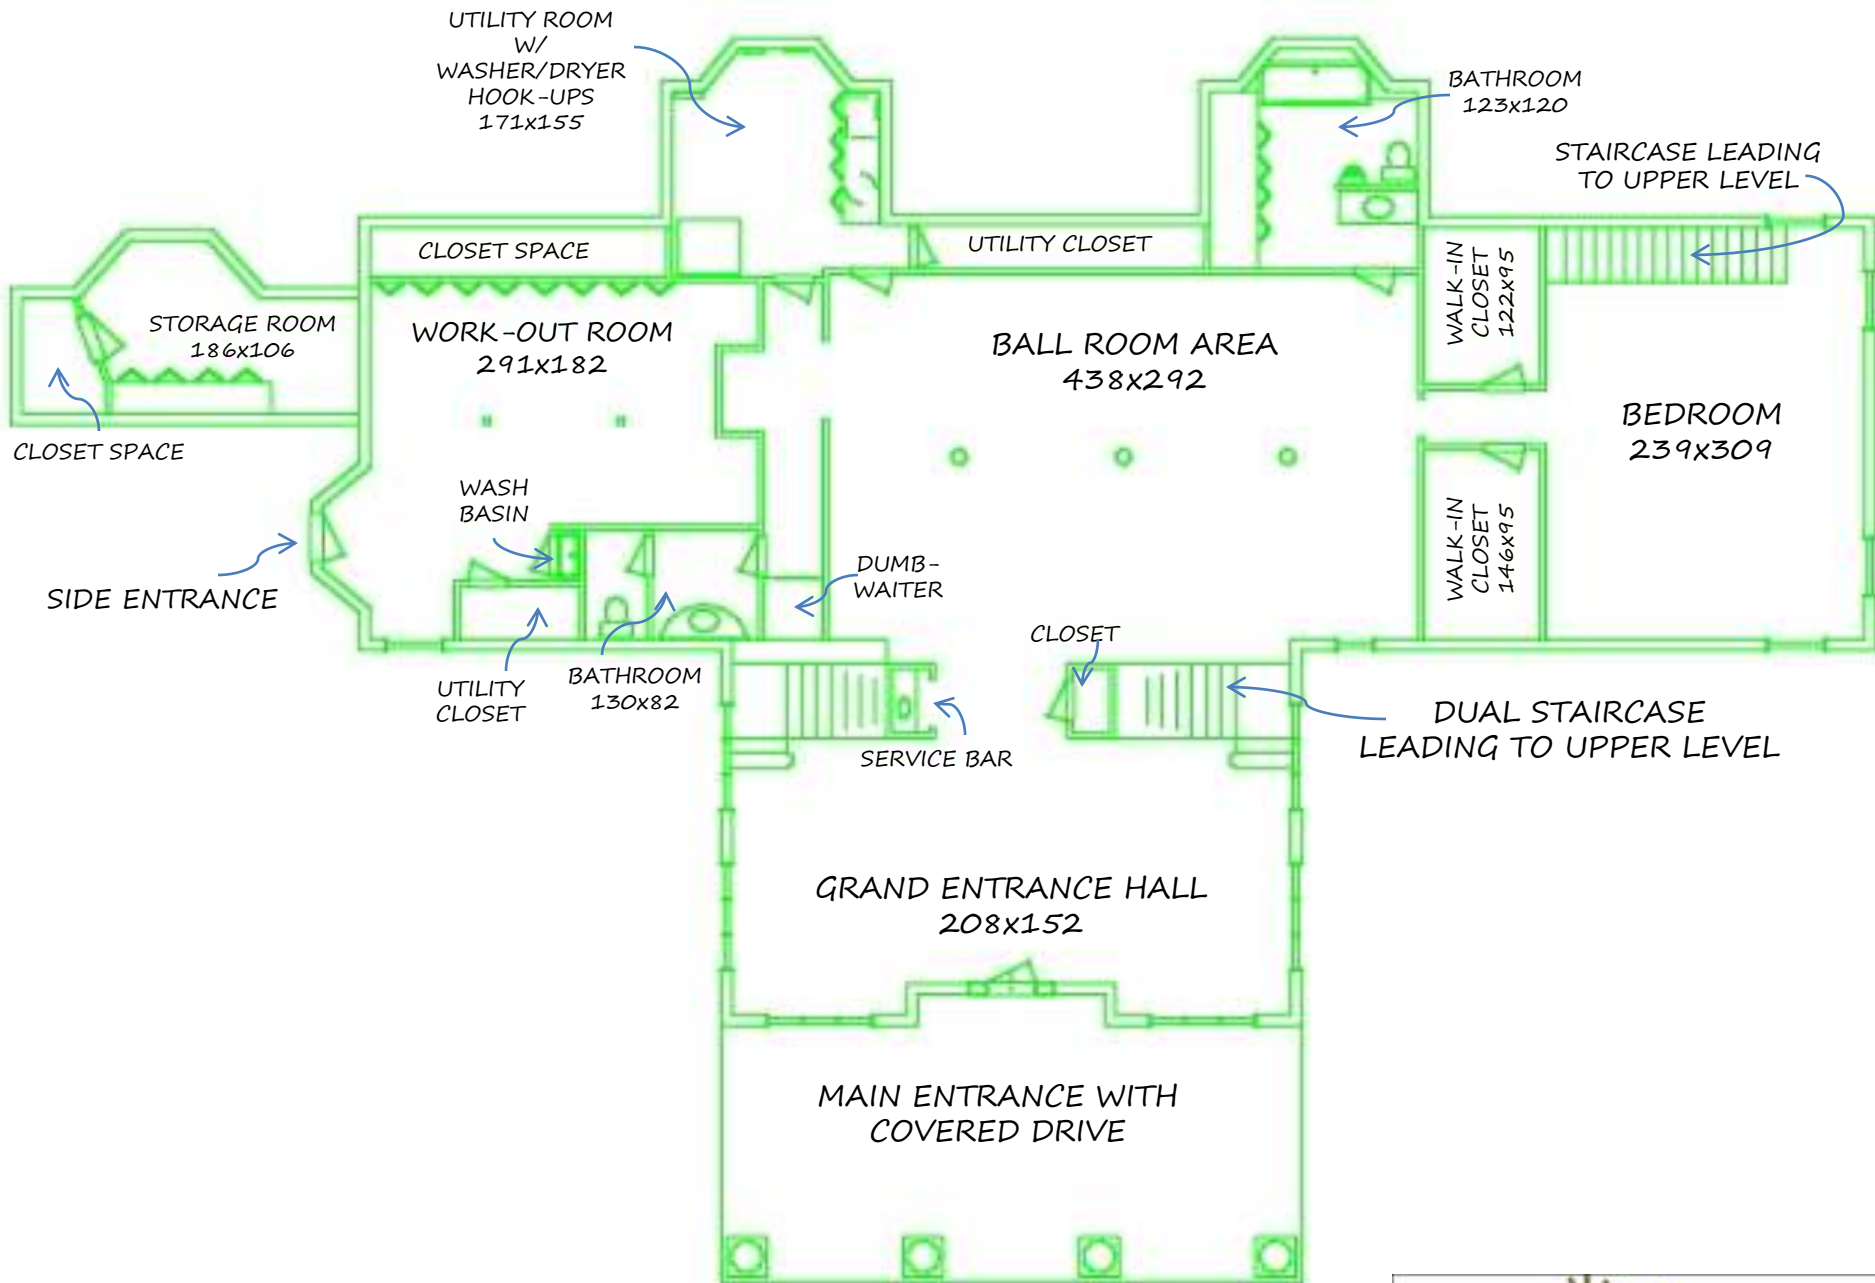 UTILITY ROOM
W/
WASHER/DRYER
HOOK-UPS
171x155
BATHROOM
123x120
STAIRCASE LEADING
TO UPPER LEVEL
CLOSET SPACE
UTILITY CLOSET
WALK-IN
CLOSET
122x95
STORAGE ROOM
186x106
WORK-OUT ROOM
291x182
BALL ROOM AREA
438x292
BEDROOM
239x309
CLOSET SPACE
WASH
BASIN
WALK-IN
CLOSET
146x95
SIDE ENTRANCE
DUMB-
WAITER
CLOSET
UTILITY
CLOSET
BATHROOM
130x82
SERVICE BAR
DUAL STAIRCASE
LEADING TO UPPER LEVEL
GRAND ENTRANCE HALL
208x152
MAIN ENTRANCE WITH
COVERED DRIVE